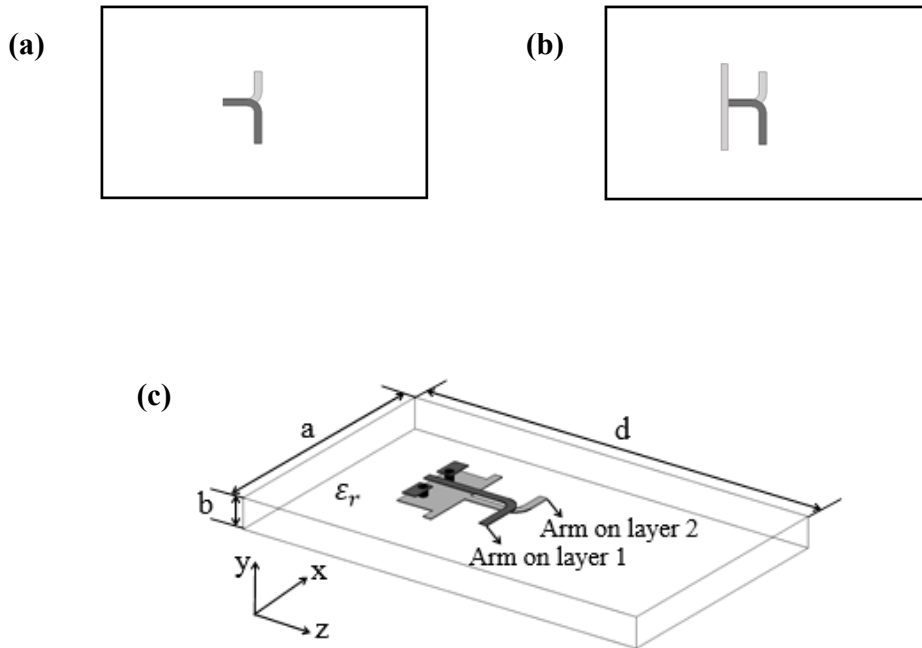 (a)
(b)
(c)
a
d
b
εr
Arm on layer 2
Arm on layer 1
y
x
z